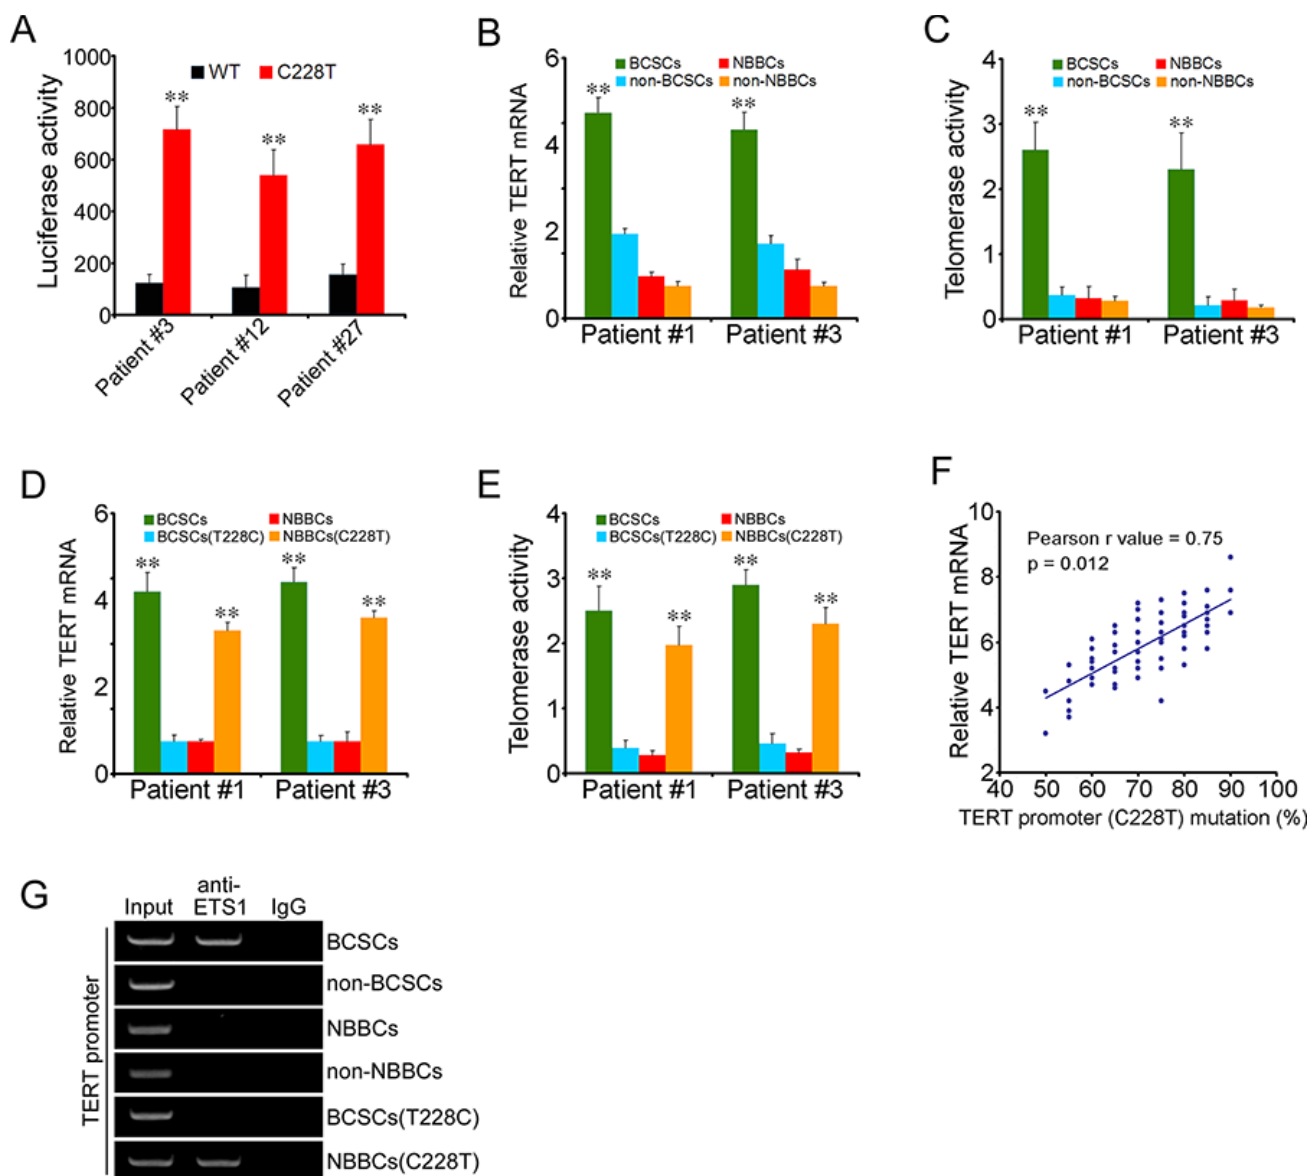 A
Luciferase activity
1000
800
600
400
200
0
WT C228T
** ** **
Patient #3 Patient #12 Patient #27
B
Relative TERT mRNA
6
4
2
0
BCSCs NBBCs
non-BCSCs non-NBBCs
** **
Patient #1 Patient #3
C
Telomerase activity
4
3
2
1
0
BCSCs NBBCs
non-BCSCs non-NBBCs
** **
Patient #1 Patient #3
D
Relative TERT mRNA
6
4
2
0
BCSCs NBBCs
BCSCs(T228C) NBBCs(C228T)
** ** ** **
Patient #1 Patient #3
E
Telomerase activity
4
3
2
1
0
BCSCs NBBCs
BCSCs(T228C) NBBCs(C228T)
** ** ** **
Patient #1 Patient #3
F
Relative TERT mRNA
10
8
6
4
2
Pearson r value = 0.75
p = 0.012
40 50 60 70 80 90 100
TERT promoter (C228T) mutation (%)
G
anti-
Input ETS1 IgG
TERT promoter
BCSCs
non-BCSCs
NBBCs
non-NBBCs
BCSCs(T228C)
NBBCs(C228T)